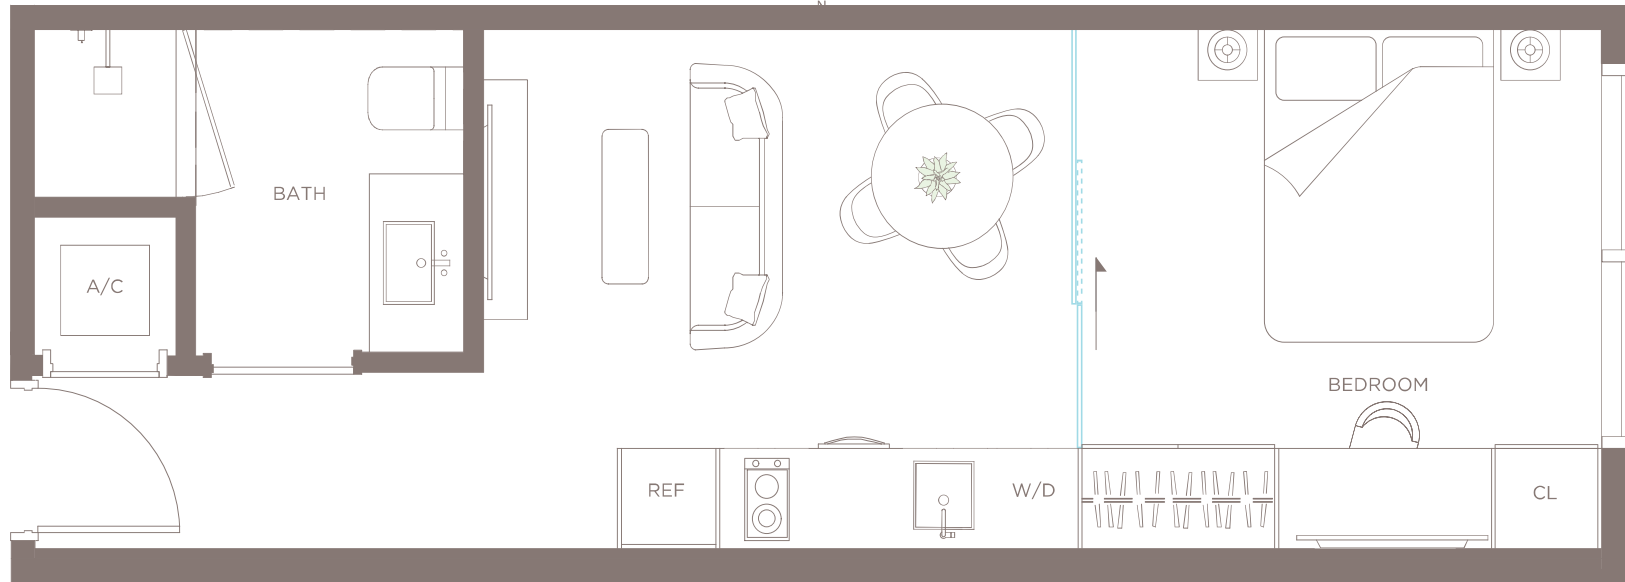 BATH
A/C
BEDROOM
REF
W/D
CL